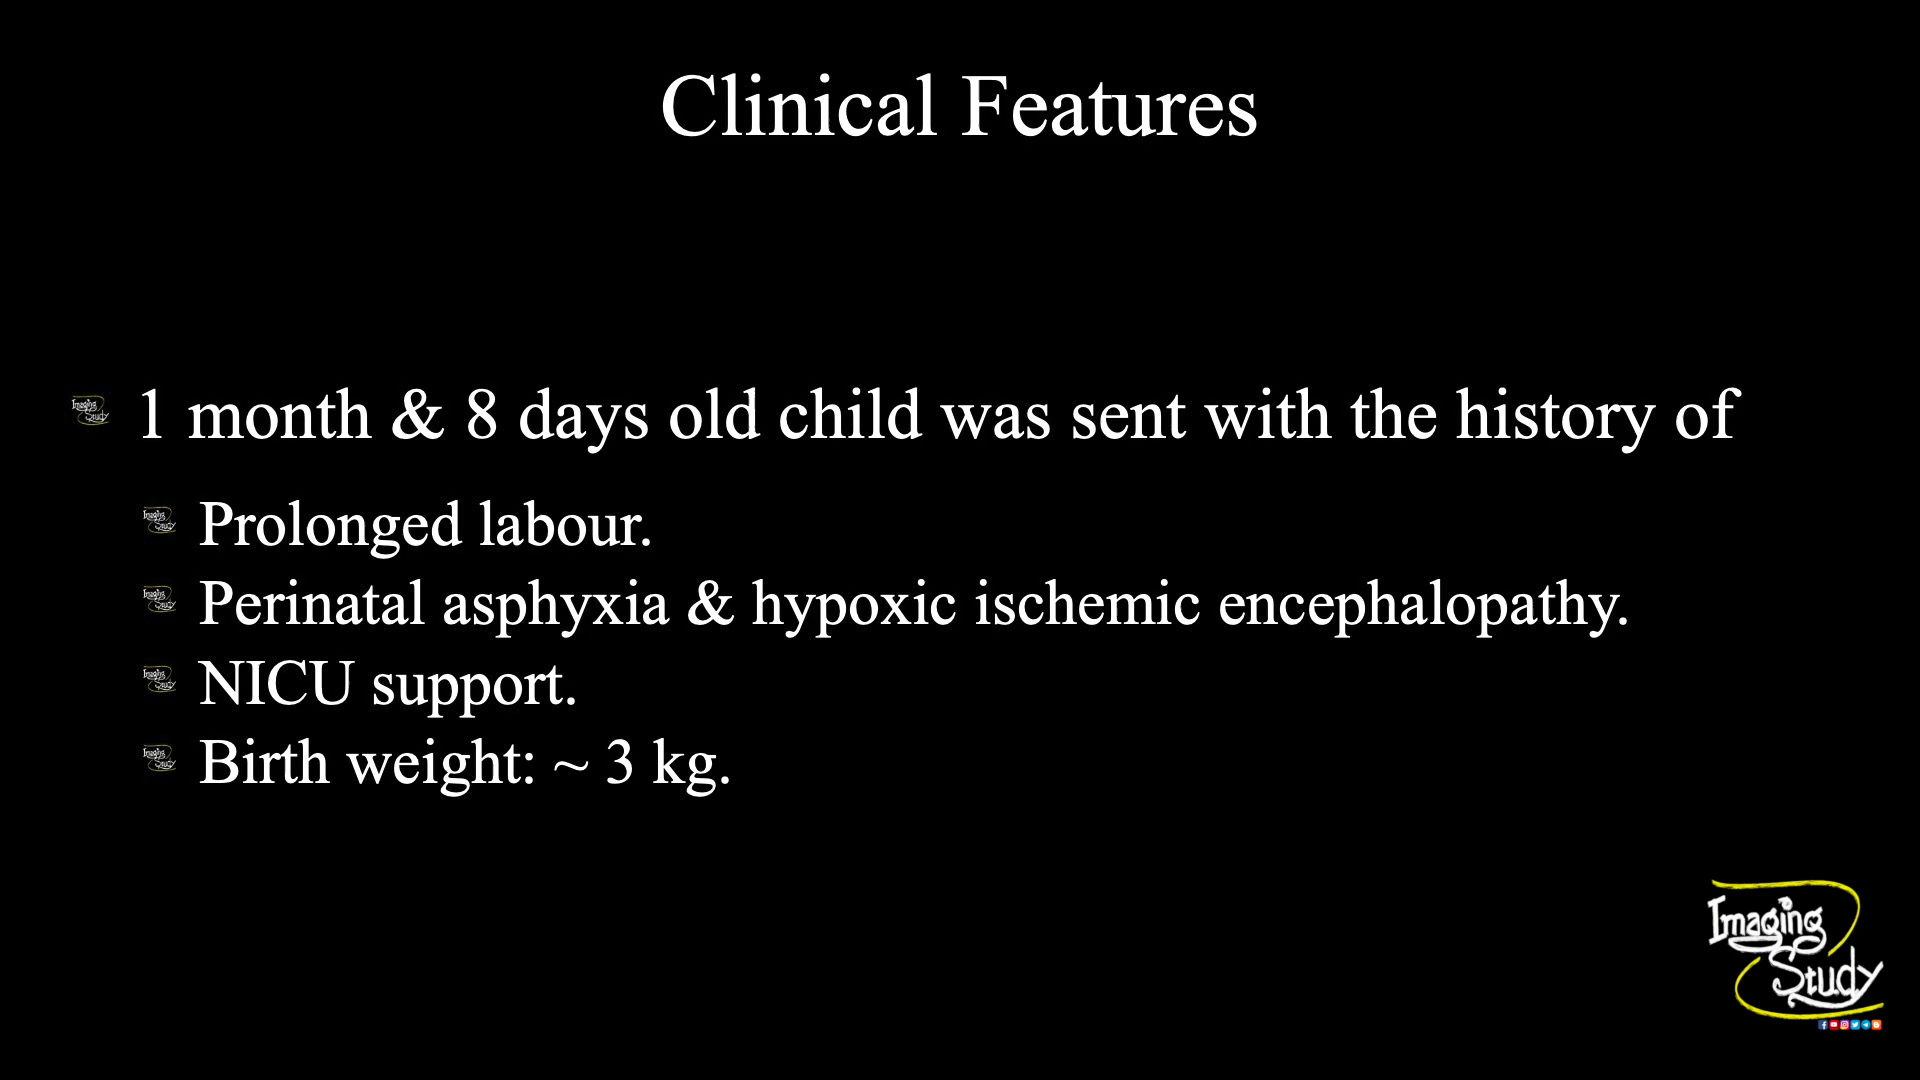 Clinical Features
1 month & 8 days old child was sent with the history of
Prolonged labour.
Perinatal asphyxia & hypoxic ischemic encephalopathy.
NICU support.
Birth weight: ~ 3 kg.
Imaging
Study